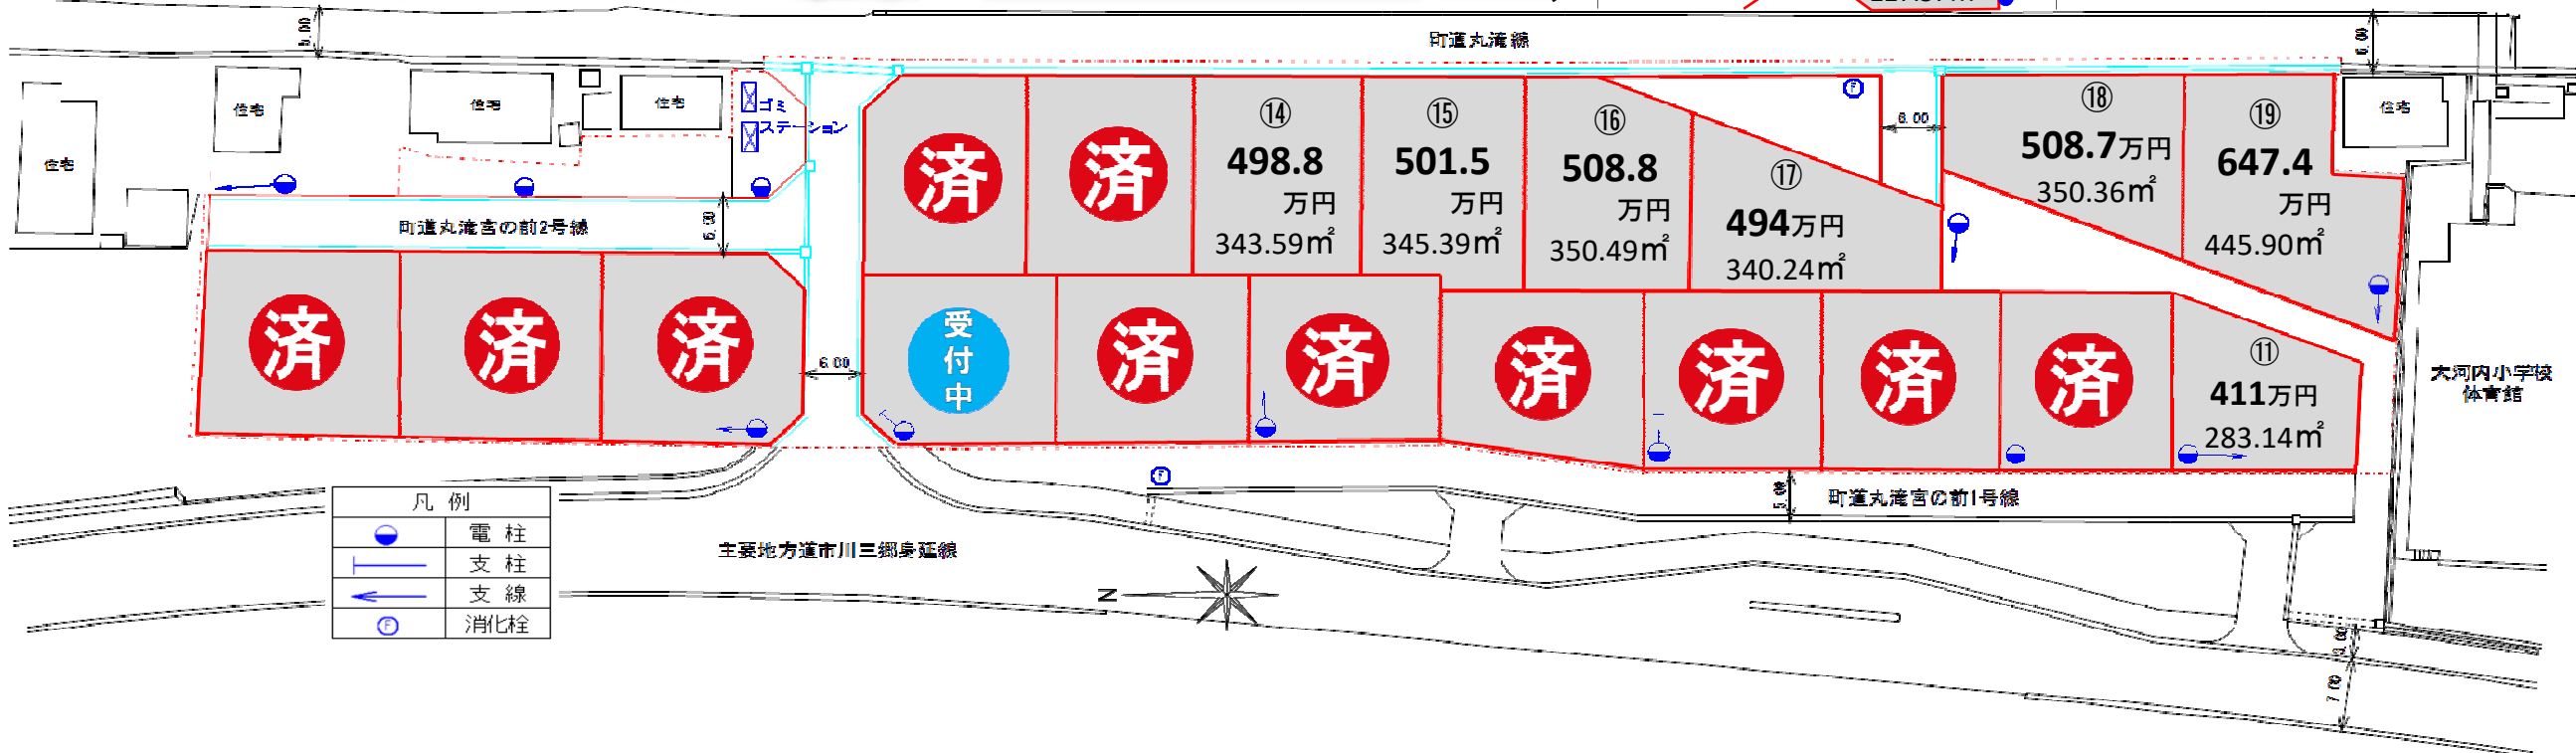 町道丸滝線
6.00
6.00
住宅
住宅
住宅
住宅
住宅
ゴミ
ステーション
町道丸滝宮の前2号線
6.00
済
済
⑭
498.8
万円
343.59㎡
⑮
501.5
万円
345.39㎡
⑯
508.8
万円
350.49㎡
⑰
494万円
340.24㎡
F
6.00
⑱
508.7万円
350.36㎡
⑲
647.4
万円
445.90㎡
済
済
済
6.00
受付中
済
済
済
済
済
済
⑪
411万円
283.14㎡
大河内小学校
体育館
F
5.00
町道丸滝宮の前1号線
主要地方道市川三郷身延線
N
凡 例
電 柱
支 柱
支 線
F
消化栓
7.00